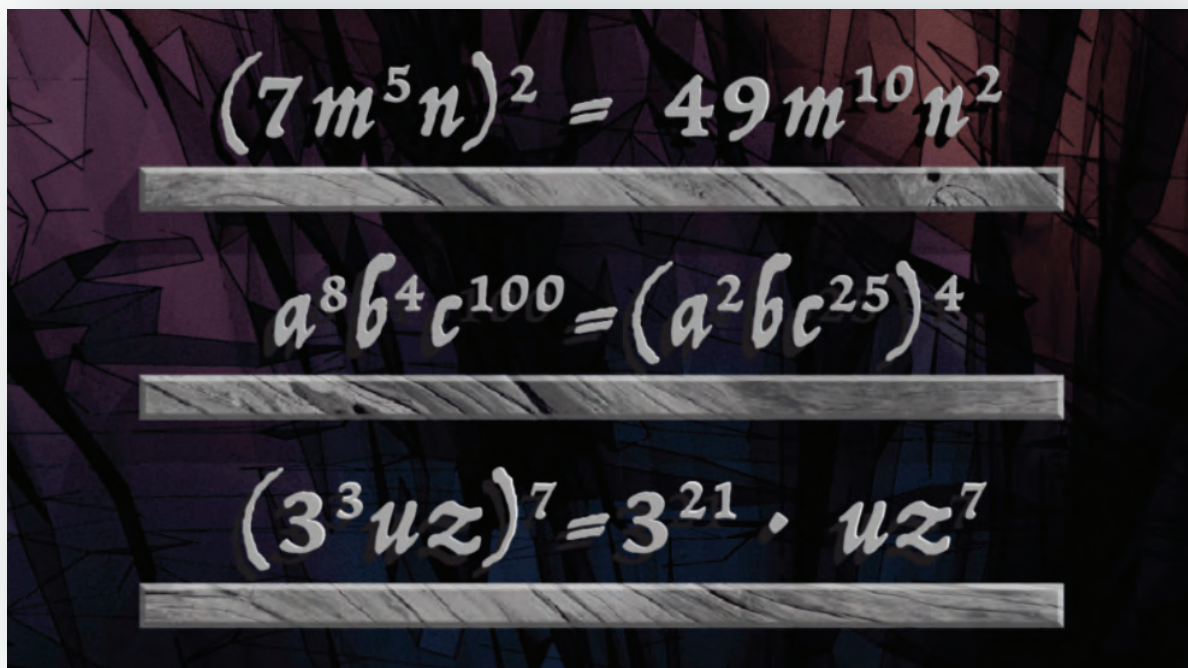 (7m⁵n)² = 49m¹⁰n²
a⁸b⁴c¹⁰⁰=(a²bc²⁵)⁴
(3³uz)⁷=3²¹ · uz⁷